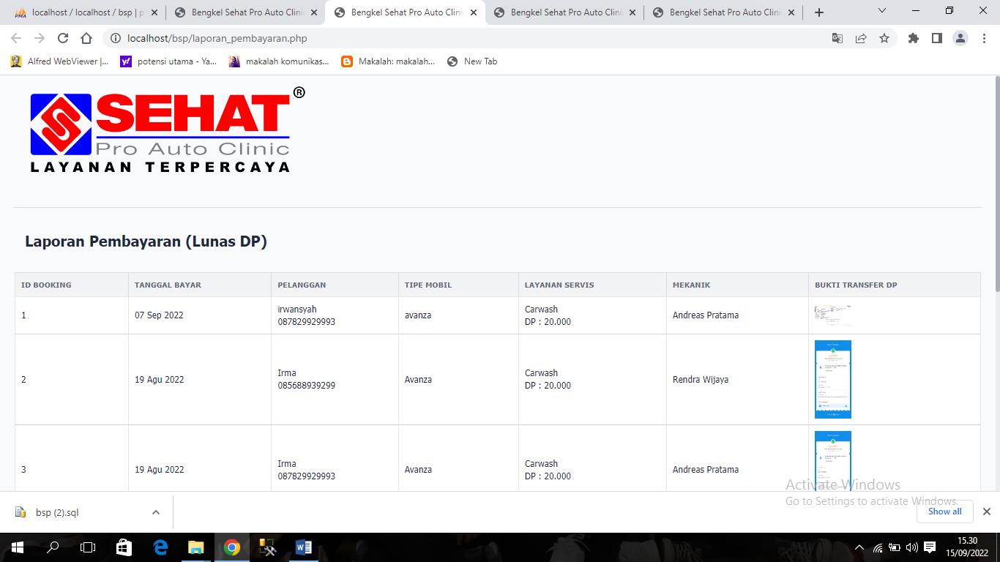 localhost / localhost / bsp | p
Bengkel Sehat Pro Auto Clini
Bengkel Sehat Pro Auto Clini
Bengkel Sehat Pro Auto Clini
Bengkel Sehat Pro Auto Clini
localhost/bsp/laporan_pembayaran.php
Alfred WebViewer |...
potensi utama - Ya...
makalah komunikas...
Makalah: makalah...
New Tab
SEHAT ®
Pro Auto Clinic
LAYANAN TERPERCAYA
Laporan Pembayaran (Lunas DP)
ID BOOKING TANGGAL BAYAR PELANGGAN TIPE MOBIL LAYANAN SERVIS MEKANIK BUKTI TRANSFER DP
1 07 Sep 2022 irwansyah avanza Carwash Andreas Pratama
087829929993 DP : 20.000
2 19 Agu 2022 Irma Avanza Carwash Rendra Wijaya
085688939299 DP : 20.000
3 19 Agu 2022 Irma Avanza Carwash Andreas Pratama
087829929993 DP : 20.000
Activate Windows
Go to Settings to activate Windows.
bsp (2).sql
Show all
15.30
15/09/2022